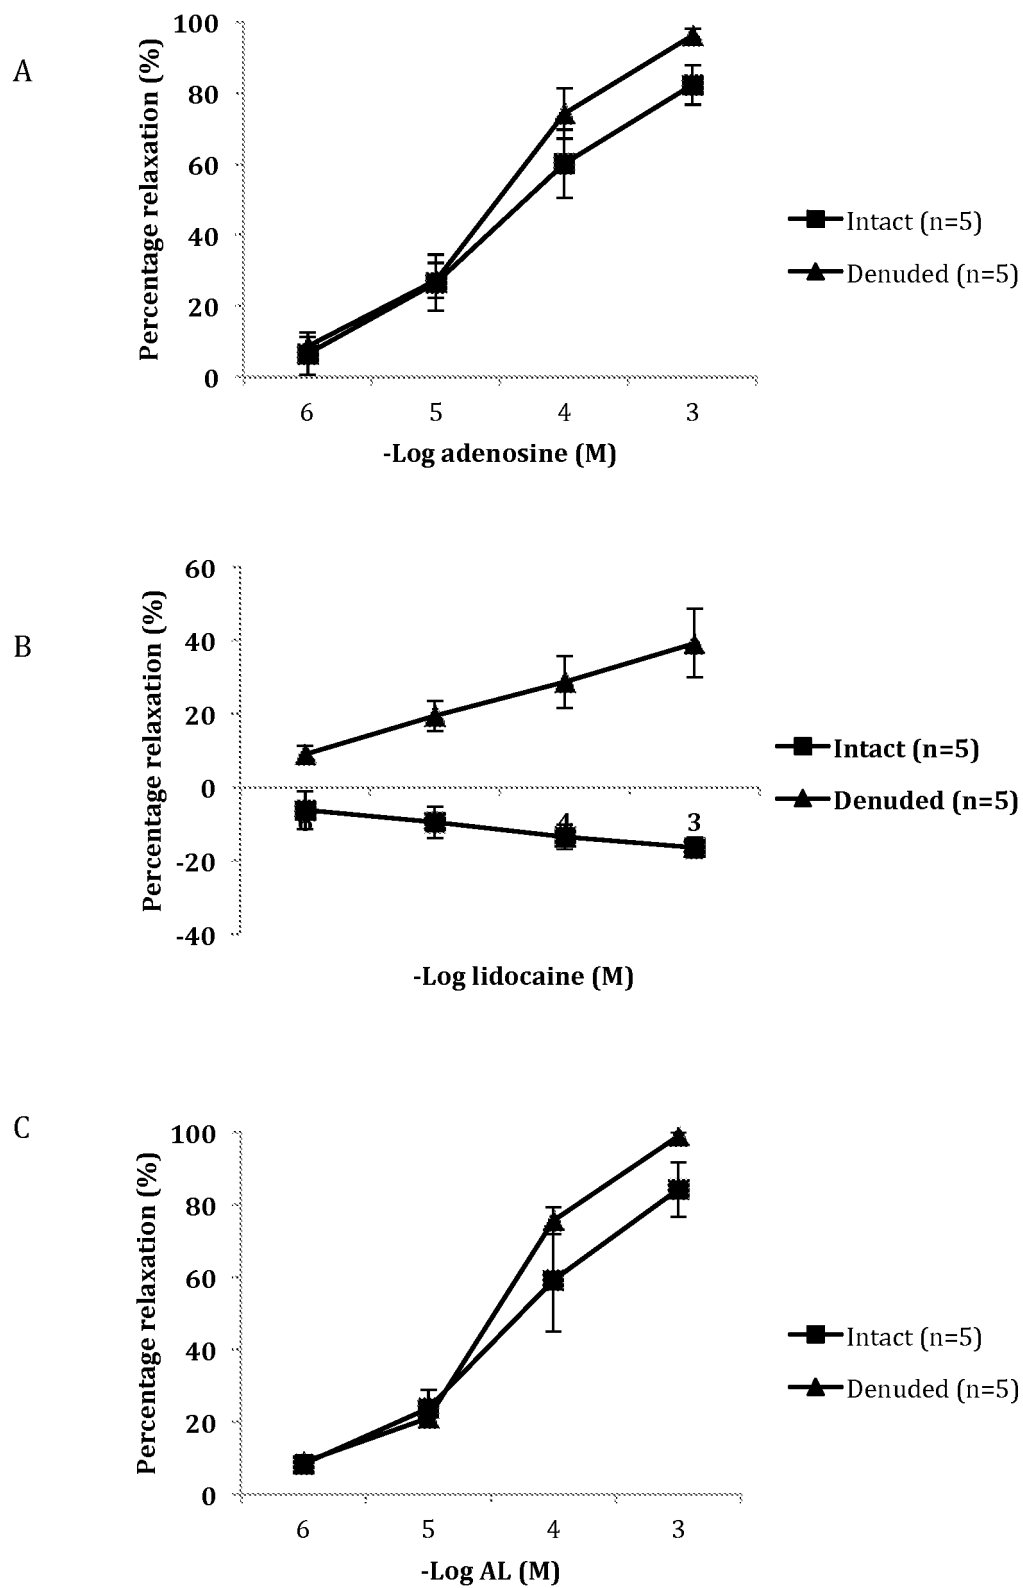 A
Percentage relaxation (%)
100
80
60
40
20
0
6 5 4 3
-Log adenosine (M)
Intact (n=5)
Denuded (n=5)
B
Percentage relaxation (%)
60
40
20
0
-20
-40
4 3
-Log lidocaine (M)
Intact (n=5)
Denuded (n=5)
C
Percentage relaxation (%)
100
80
60
40
20
0
6 5 4 3
-Log AL (M)
Intact (n=5)
Denuded (n=5)